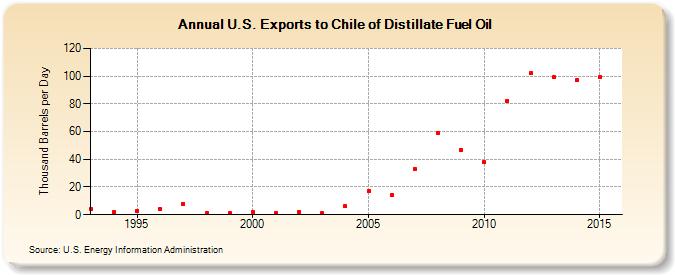 Annual U.S. Exports to Chile of Distillate Fuel Oil
Thousand Barrels per Day
120
100
80
60
40
20
0
1995 2000 2005 2010 2015
Source: U.S. Energy Information Administration